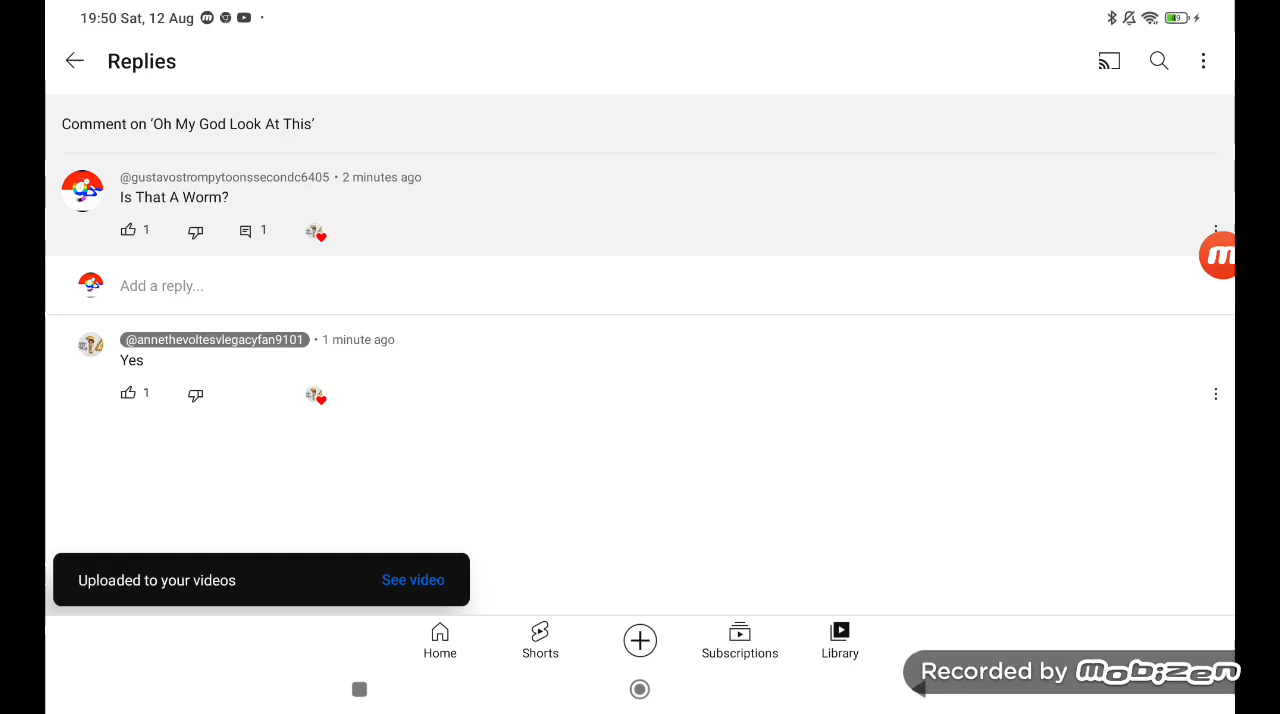 19:50 Sat, 12 Aug
49
Replies
Comment on ‘Oh My God Look At This’
@gustavostrompytoonssecondc6405 • 2 minutes ago
Is That A Worm?
1
1
Add a reply...
@annethevoltesvlegacyfan9101 • 1 minute ago
Yes
1
Uploaded to your videos
See video
Home
Shorts
Subscriptions
Library
Recorded by mobizen